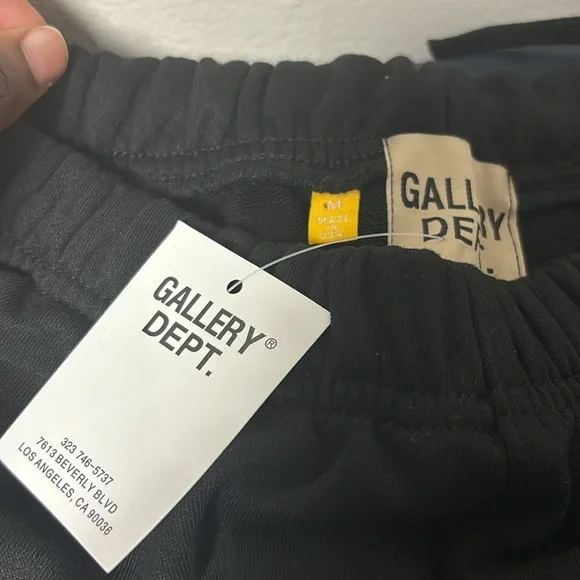 M
MADE
IN
USA
GALLERY
DEPT.
GALLERY®
DEPT.
323 746-5737
7613 BEVERLY BLVD
LOS ANGELES, CA 90036